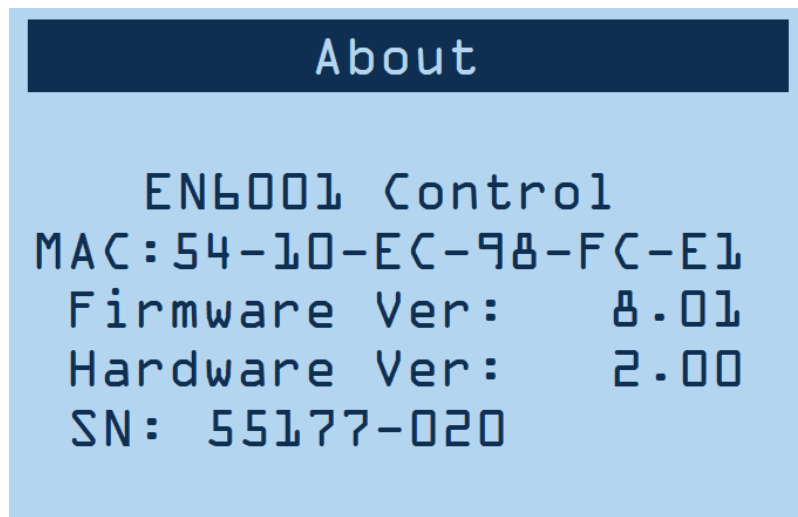 About
EN6001 Control
MAC:54-10-EC-98-FC-E1
Firmware Ver: 8.01
Hardware Ver: 2.00
SN: 55177-020